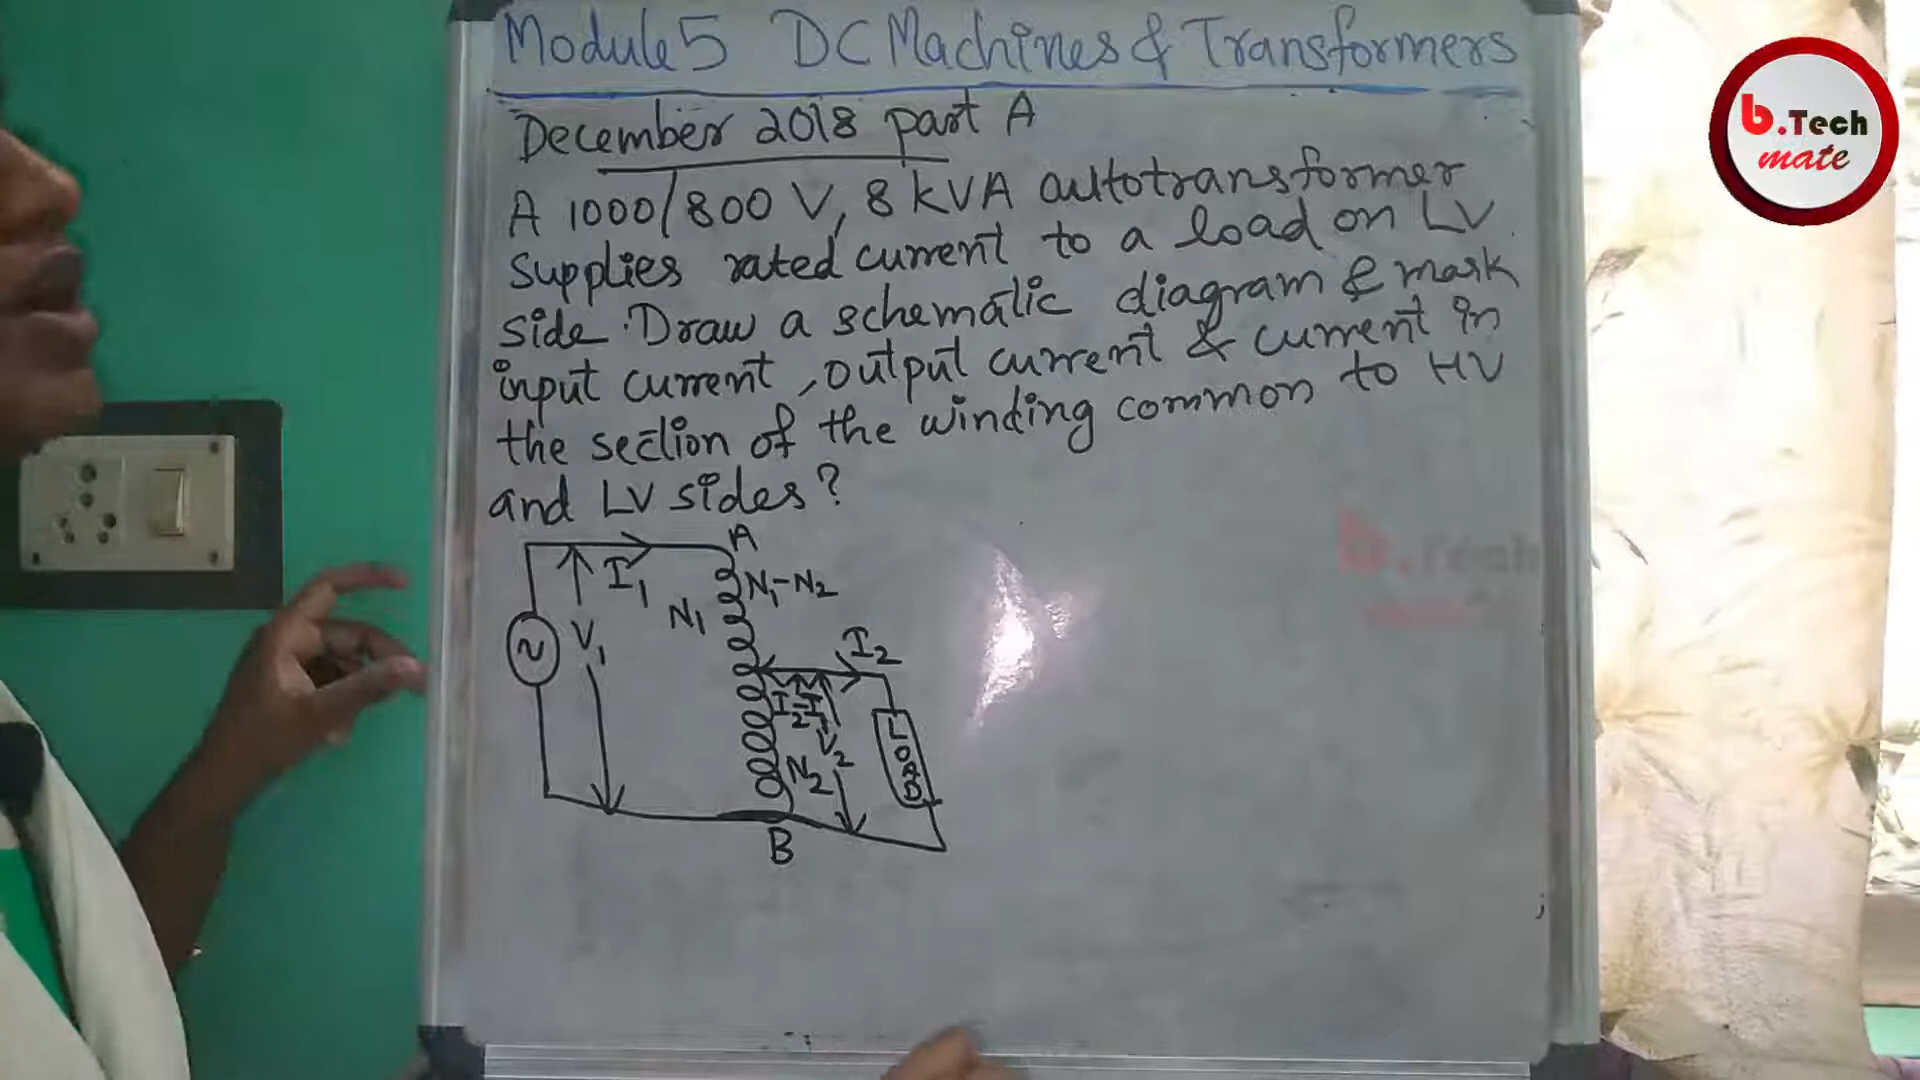 Module 5 DC Machines & Transformers
December 2018 part A
A 1000/800 V, 8 kVA autotransformer
supplies rated current to a load on LV
side. Draw a schematic diagram & mark
input current, output current & current in
the section of the winding common to HV
and LV sides?
A
I1
N1-N2
N1
V1
I2
I2-I1
V2
N2
LOAD
B
b.Tech
mate
b.Tech